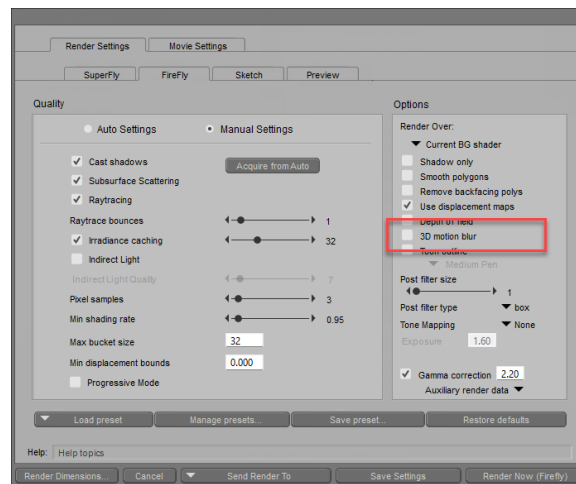 Render Settings
Movie Settings
SuperFly
FireFly
Sketch
Preview
Quality
Auto Settings
Manual Settings
Cast shadows
Acquire from Auto
Subsurface Scattering
Raytracing
Raytrace bounces 1
Irradiance caching 32
Indirect Light
Indirect Light Quality 7
Pixel samples 3
Min shading rate 0.95
Max bucket size 32
Min displacement bounds 0.000
Progressive Mode
Options
Render Over:
Current BG shader
Shadow only
Smooth polygons
Remove backfacing polys
Use displacement maps
Depth of field
3D motion blur
Toon outline
Medium Pen
Post filter size
1
Post filter type box
Tone Mapping None
Exposure 1.60
Gamma correction 2.20
Auxiliary render data
Load preset
Manage presets...
Save preset...
Restore defaults
Help: Help topics
Render Dimensions...
Cancel
Send Render To
Save Settings
Render Now (Firefly)